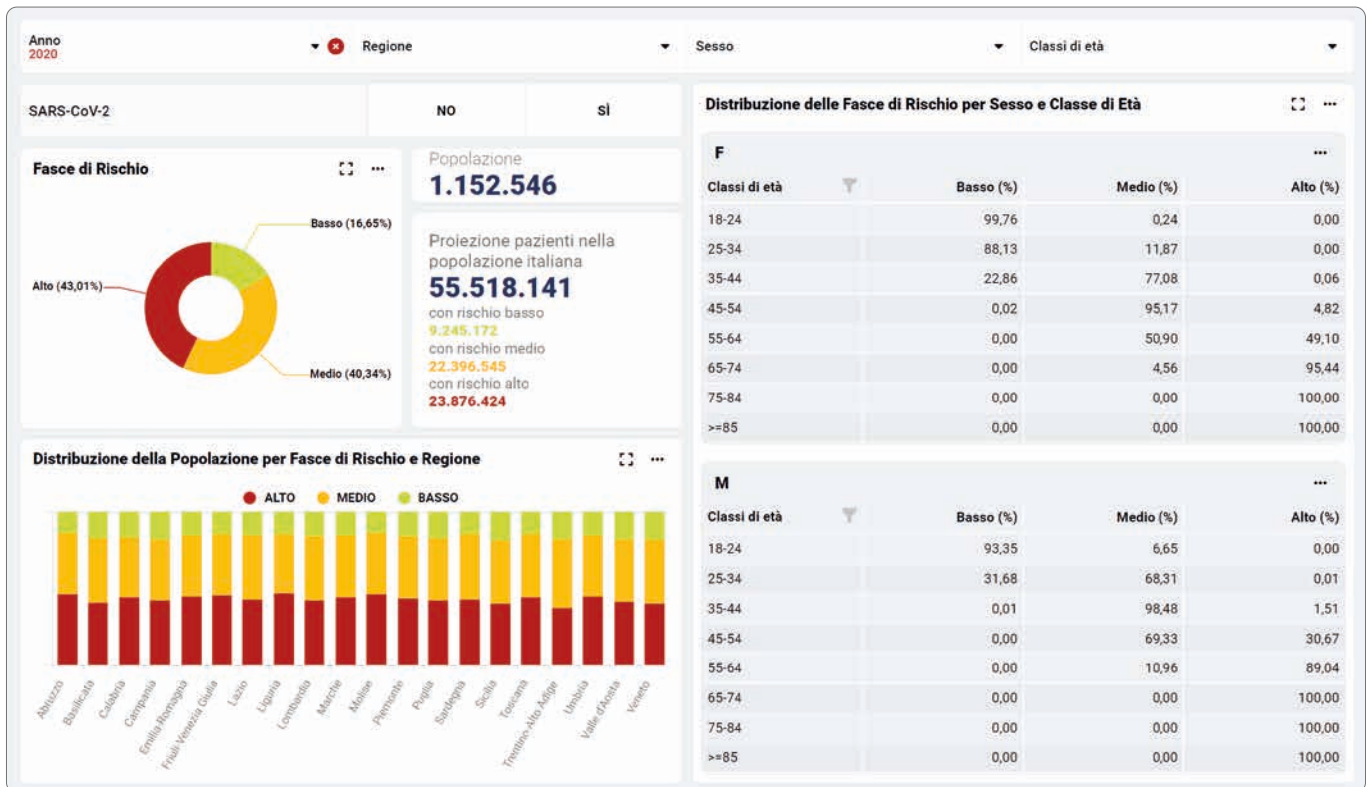 Anno
2020
Regione
Sesso
Classi di età
SARS-CoV-2
NO
SÌ
Fasce di Rischio
Basso (16,65%)
Alto (43,01%)
Medio (40,34%)
Popolazione
1.152.546
Proiezione pazienti nella
popolazione italiana
55.518.141
con rischio basso
9.245.172
con rischio medio
22.396.545
con rischio alto
23.876.424
Distribuzione della Popolazione per Fasce di Rischio e Regione
ALTO MEDIO BASSO
Abruzzo
Basilicata
Calabria
Campania
Emilia-Romagna
Friuli-Venezia Giulia
Lazio
Liguria
Lombardia
Marche
Molise
Piemonte
Puglia
Sardegna
Sicilia
Toscana
Trentino-Alto Adige
Umbria
Valle d'Aosta
Veneto
Distribuzione delle Fasce di Rischio per Sesso e Classe di Età
F
Classi di età Basso (%) Medio (%) Alto (%)
18-24 99,76 0,24 0,00
25-34 88,13 11,87 0,00
35-44 22,86 77,08 0,06
45-54 0,02 95,17 4,82
55-64 0,00 50,90 49,10
65-74 0,00 4,56 95,44
75-84 0,00 0,00 100,00
>=85 0,00 0,00 100,00
M
Classi di età Basso (%) Medio (%) Alto (%)
18-24 93,35 6,65 0,00
25-34 31,68 68,31 0,01
35-44 0,01 98,48 1,51
45-54 0,00 69,33 30,67
55-64 0,00 10,96 89,04
65-74 0,00 0,00 100,00
75-84 0,00 0,00 100,00
>=85 0,00 0,00 100,00